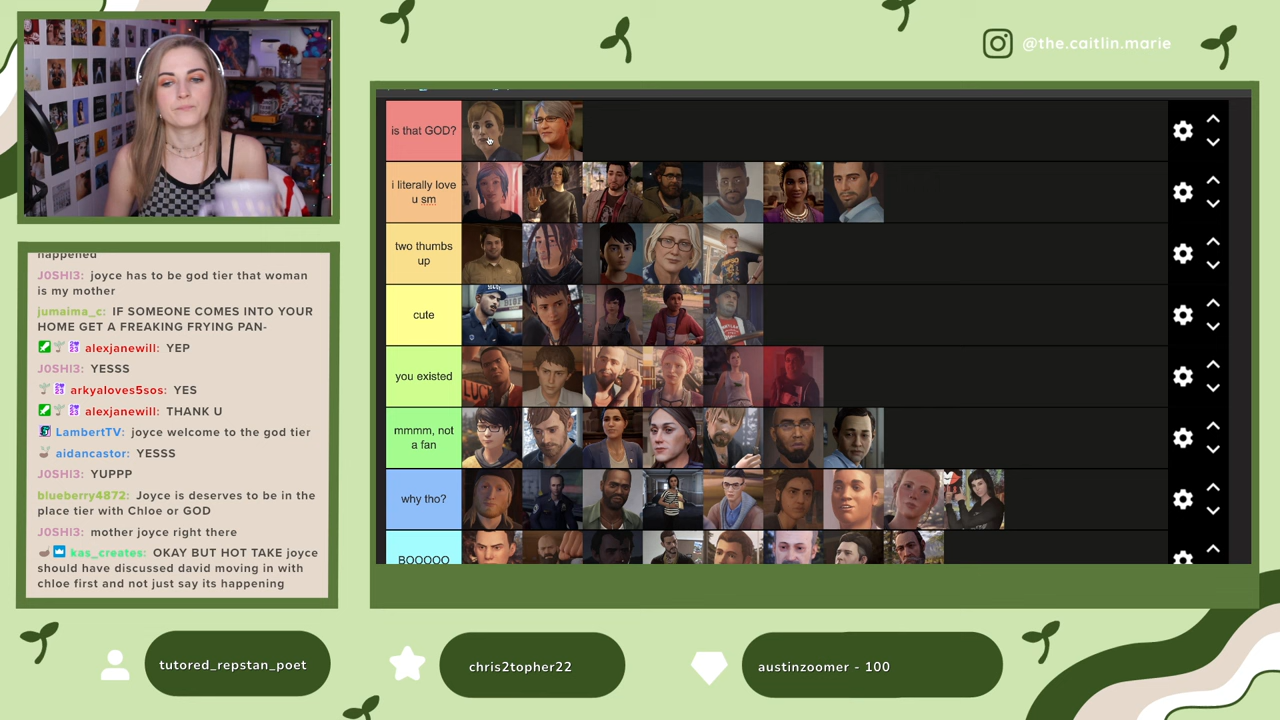 @the.caitlin.marie
happened
J0SHI3: joyce has to be god tier that woman
is my mother
jumaima_c: IF SOMEONE COMES INTO YOUR
HOME GET A FREAKING FRYING PAN-
alexjanewill: YEP
J0SHI3: YESSS
arkyaloves5sos: YES
alexjanewill: THANK U
LambertTV: joyce welcome to the god tier
aidancastor: YESSS
J0SHI3: YUPPP
blueberry4872: Joyce is deserves to be in the
place tier with Chloe or GOD
J0SHI3: mother joyce right there
kas_creates: OKAY BUT HOT TAKE joyce
should have discussed david moving in with
chloe first and not just say its happening
is that GOD?
i literally love
u sm
two thumbs
up
cute
you existed
mmmm, not
a fan
why tho?
BOOOOO
tutored_repstan_poet
chris2topher22
austinzoomer - 100